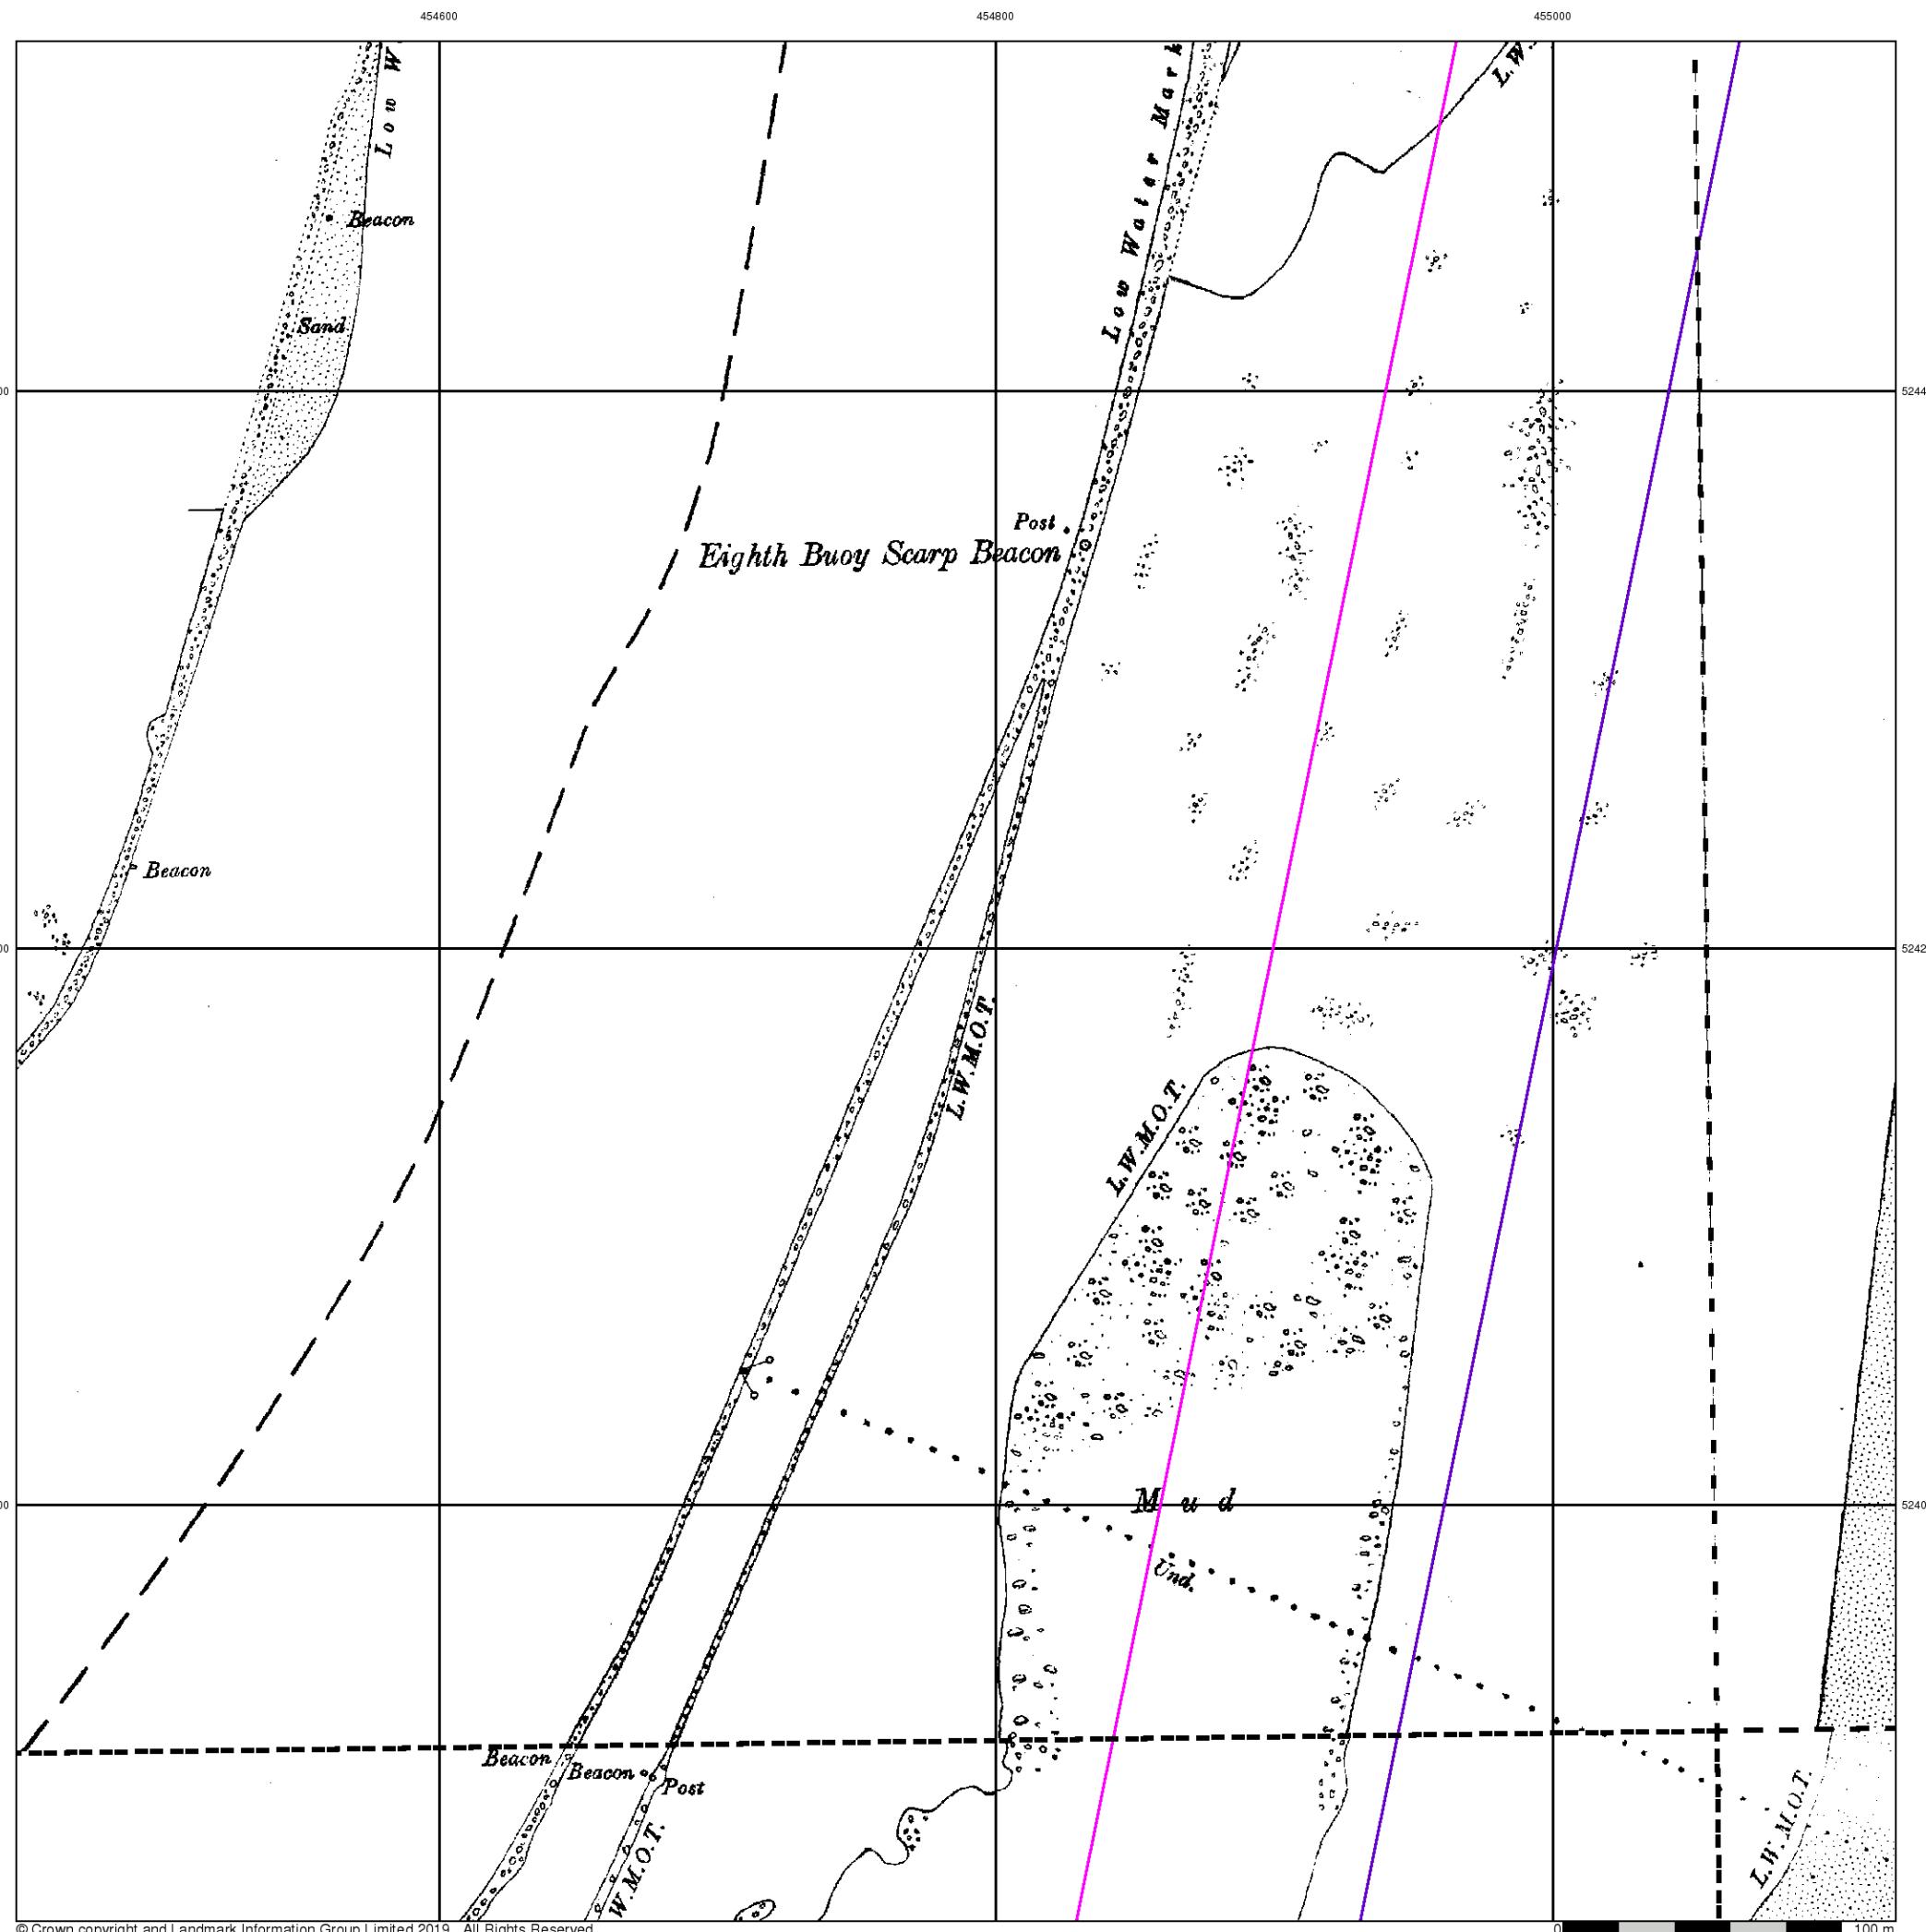 454600
454800
455000
Low W
Low Water Mark
L.W
Beacon
Sand
5244
Post
Eighth Buoy Scarp Beacon
Beacon
5242
L.W.M.O.T.
L.W.M.O.T.
Mud
5240
Und.
Beacon
Beacon
Post
W.M.O.T.
L.W.M.O.T.
© Crown copyright and Landmark Information Group Limited 2019. All Rights Reserved.
0 100 m